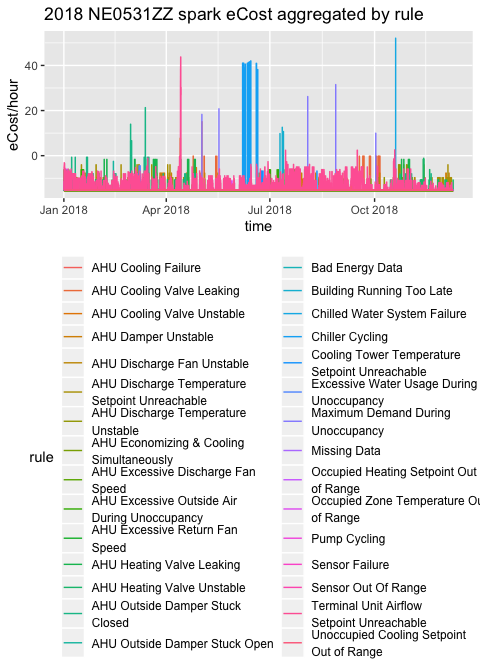 2018 NE0531ZZ spark eCost aggregated by rule
eCost/hour
40
20
0
Jan 2018
Apr 2018
Jul 2018
Oct 2018
time
rule
AHU Cooling Failure
AHU Cooling Valve Leaking
AHU Cooling Valve Unstable
AHU Damper Unstable
AHU Discharge Fan Unstable
AHU Discharge Temperature
Setpoint Unreachable
AHU Discharge Temperature
Unstable
AHU Economizing & Cooling
Simultaneously
AHU Excessive Discharge Fan
Speed
AHU Excessive Outside Air
During Unoccupancy
AHU Excessive Return Fan
Speed
AHU Heating Valve Leaking
AHU Heating Valve Unstable
AHU Outside Damper Stuck
Closed
AHU Outside Damper Stuck Open
Bad Energy Data
Building Running Too Late
Chilled Water System Failure
Chiller Cycling
Cooling Tower Temperature
Setpoint Unreachable
Excessive Water Usage During
Unoccupancy
Maximum Demand During
Unoccupancy
Missing Data
Occupied Heating Setpoint Out
of Range
Occupied Zone Temperature Ou
of Range
Pump Cycling
Sensor Failure
Sensor Out Of Range
Terminal Unit Airflow
Setpoint Unreachable
Unoccupied Cooling Setpoint
Out of Range